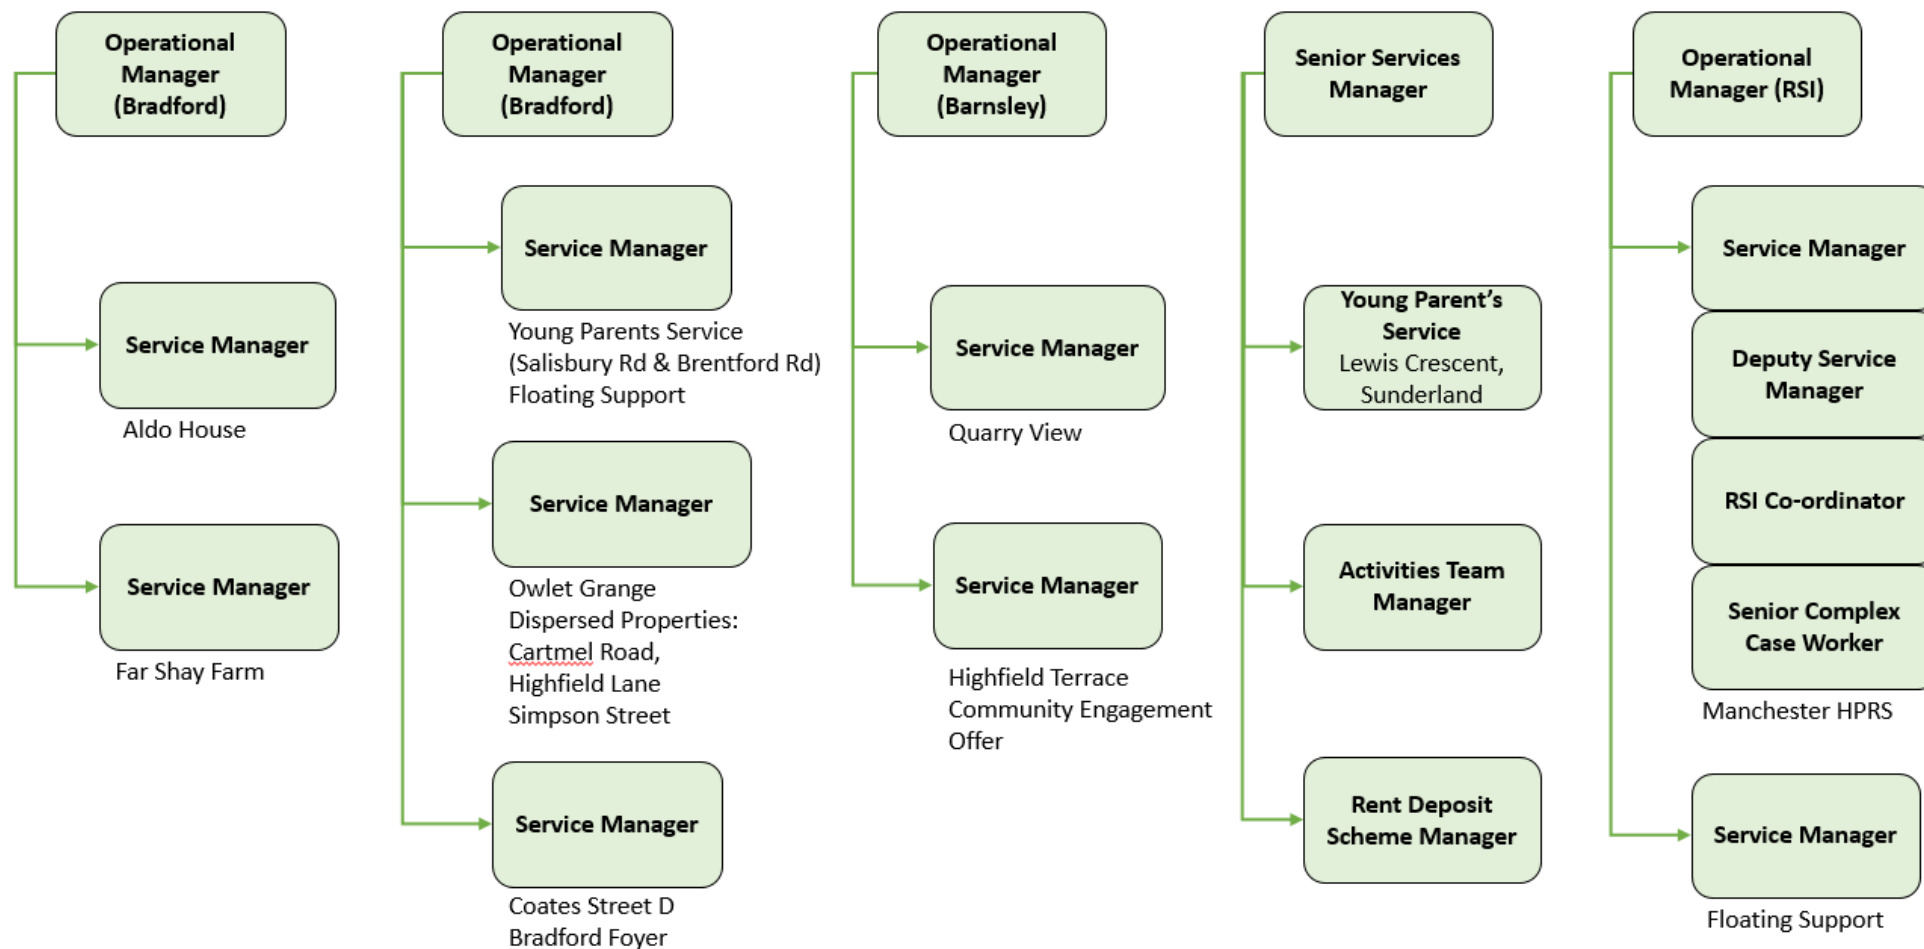 Operational
Manager
(Bradford)
Service Manager
Aldo House
Service Manager
Far Shay Farm
Operational
Manager
(Bradford)
Service Manager
Young Parents Service
(Salisbury Rd & Brentford Rd)
Floating Support
Service Manager
Owlet Grange
Dispersed Properties:
Cartmel Road,
Highfield Lane
Simpson Street
Service Manager
Coates Street D
Bradford Foyer
Operational
Manager
(Barnsley)
Service Manager
Quarry View
Service Manager
Highfield Terrace
Community Engagement
Offer
Senior Services
Manager
Young Parent’s
Service
Lewis Crescent,
Sunderland
Activities Team
Manager
Rent Deposit
Scheme Manager
Operational
Manager (RSI)
Service Manager
Deputy Service
Manager
RSI Co-ordinator
Senior Complex
Case Worker
Manchester HPRS
Service Manager
Floating Support